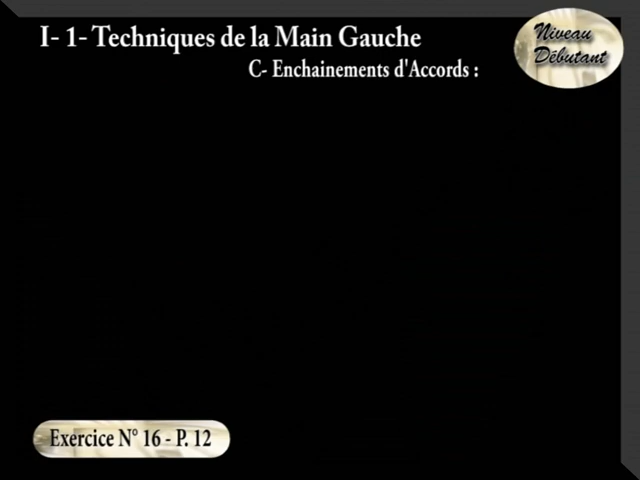 I- 1- Techniques de la Main Gauche
C- Enchainements d'Accords :
Niveau
Débutant
Exercice N° 16 - P. 12